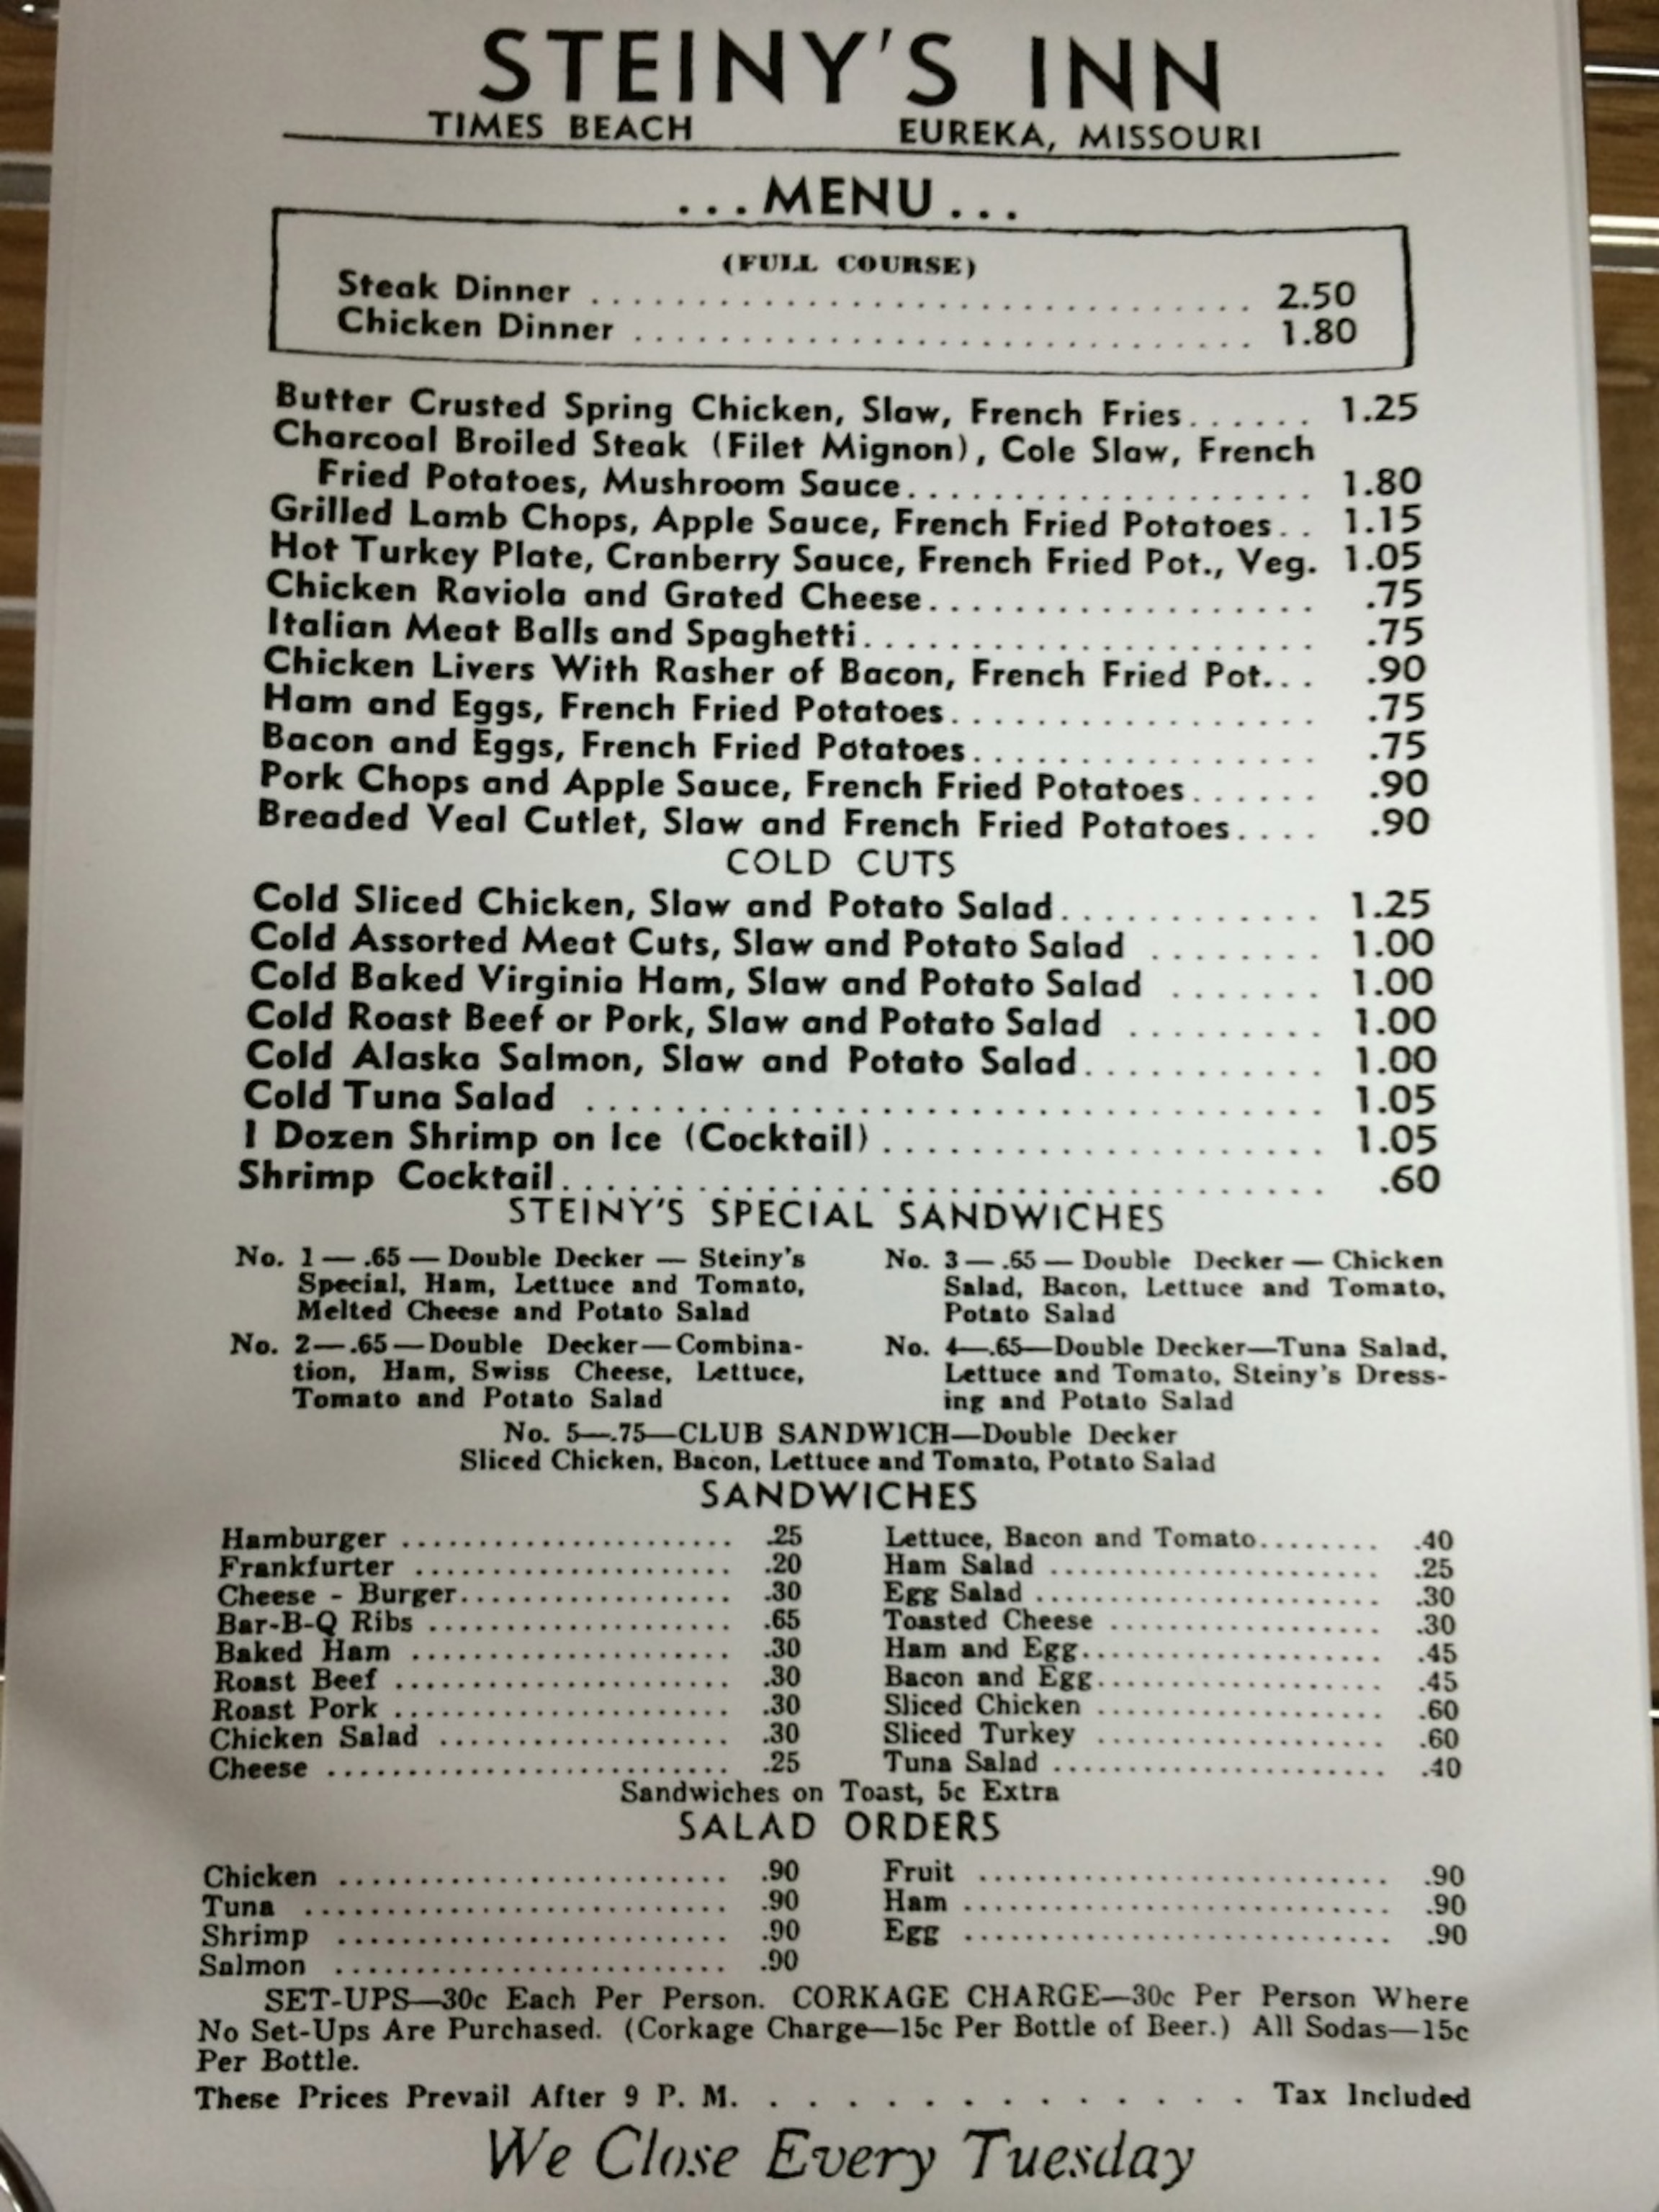 STEINY'S INN
TIMES BEACH EUREKA, MISSOURI
...MENU...
(FULL COURSE)
Steak Dinner 2.50
Chicken Dinner 1.80
Butter Crusted Spring Chicken, Slaw, French Fries 1.25
Charcoal Broiled Steak (Filet Mignon), Cole Slaw, French
Fried Potatoes, Mushroom Sauce 1.80
Grilled Lamb Chops, Apple Sauce, French Fried Potatoes 1.15
Hot Turkey Plate, Cranberry Sauce, French Fried Pot., Veg. 1.05
Chicken Raviola and Grated Cheese .75
Italian Meat Balls and Spaghetti .75
Chicken Livers With Rasher of Bacon, French Fried Pot. .90
Ham and Eggs, French Fried Potatoes .75
Bacon and Eggs, French Fried Potatoes .75
Pork Chops and Apple Sauce, French Fried Potatoes .90
Breaded Veal Cutlet, Slaw and French Fried Potatoes .90
COLD CUTS
Cold Sliced Chicken, Slaw and Potato Salad 1.25
Cold Assorted Meat Cuts, Slaw and Potato Salad 1.00
Cold Baked Virginia Ham, Slaw and Potato Salad 1.00
Cold Roast Beef or Pork, Slaw and Potato Salad 1.00
Cold Alaska Salmon, Slaw and Potato Salad 1.00
Cold Tuna Salad 1.05
1 Dozen Shrimp on Ice (Cocktail) 1.05
Shrimp Cocktail .60
STEINY'S SPECIAL SANDWICHES
No. 1 — .65 — Double Decker — Steiny's
Special, Ham, Lettuce and Tomato,
Melted Cheese and Potato Salad
No. 2—.65—Double Decker—Combina-
tion, Ham, Swiss Cheese, Lettuce,
Tomato and Potato Salad
No. 3 — .65 — Double Decker — Chicken
Salad, Bacon, Lettuce and Tomato,
Potato Salad
No. 4—.65—Double Decker—Tuna Salad,
Lettuce and Tomato, Steiny's Dress-
ing and Potato Salad
No. 5—.75—CLUB SANDWICH—Double Decker
Sliced Chicken, Bacon, Lettuce and Tomato, Potato Salad
SANDWICHES
Hamburger .25
Frankfurter .20
Cheese - Burger .30
Bar-B-Q Ribs .65
Baked Ham .30
Roast Beef .30
Roast Pork .30
Chicken Salad .30
Cheese .25
Lettuce, Bacon and Tomato .40
Ham Salad .25
Egg Salad .30
Toasted Cheese .30
Ham and Egg .45
Bacon and Egg .45
Sliced Chicken .60
Sliced Turkey .60
Tuna Salad .40
Sandwiches on Toast, 5c Extra
SALAD ORDERS
Chicken .90
Tuna .90
Shrimp .90
Salmon .90
Fruit .90
Ham .90
Egg .90
SET-UPS—30c Each Per Person. CORKAGE CHARGE—30c Per Person Where
No Set-Ups Are Purchased. (Corkage Charge—15c Per Bottle of Beer.) All Sodas—15c
Per Bottle.
These Prices Prevail After 9 P. M. Tax Included
We Close Every Tuesday